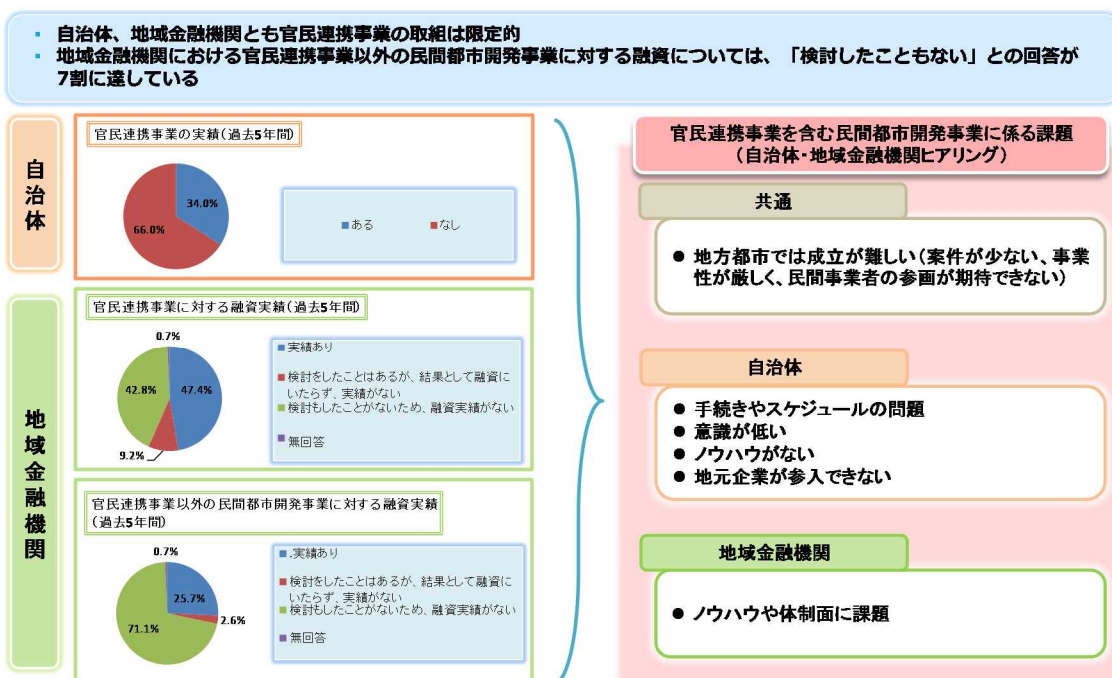 ▪ 自治体、地域金融機関とも官民連携事業の取組は限定的
▪ 地域金融機関における官民連携事業以外の民間都市開発事業に対する融資については、「検討したこともない」との回答が
7割に達している
自治体
官民連携事業の実績(過去5年間)
34.0%
66.0%
■ある ■なし
地域金融機関
官民連携事業に対する融資実績(過去5年間)
0.7%
42.8%
47.4%
9.2%
■実績あり
■検討をしたことはあるが、結果として融資に
いたらず、実績がない
■検討もしたことがないため、融資実績がない
■無回答
官民連携事業以外の民間都市開発事業に対する融資実績
(過去5年間)
0.7%
25.7%
2.6%
71.1%
■.実績あり
■検討をしたことはあるが、結果として融資に
いたらず、実績がない
■検討もしたことがないため、融資実績がない
■無回答
官民連携事業を含む民間都市開発事業に係る課題
(自治体・地域金融機関ヒアリング)
共通
● 地方都市では成立が難しい(案件が少ない、事業
性が厳しく、民間事業者の参画が期待できない)
自治体
● 手続きやスケジュールの問題
● 意識が低い
● ノウハウがない
● 地元企業が参入できない
地域金融機関
● ノウハウや体制面に課題